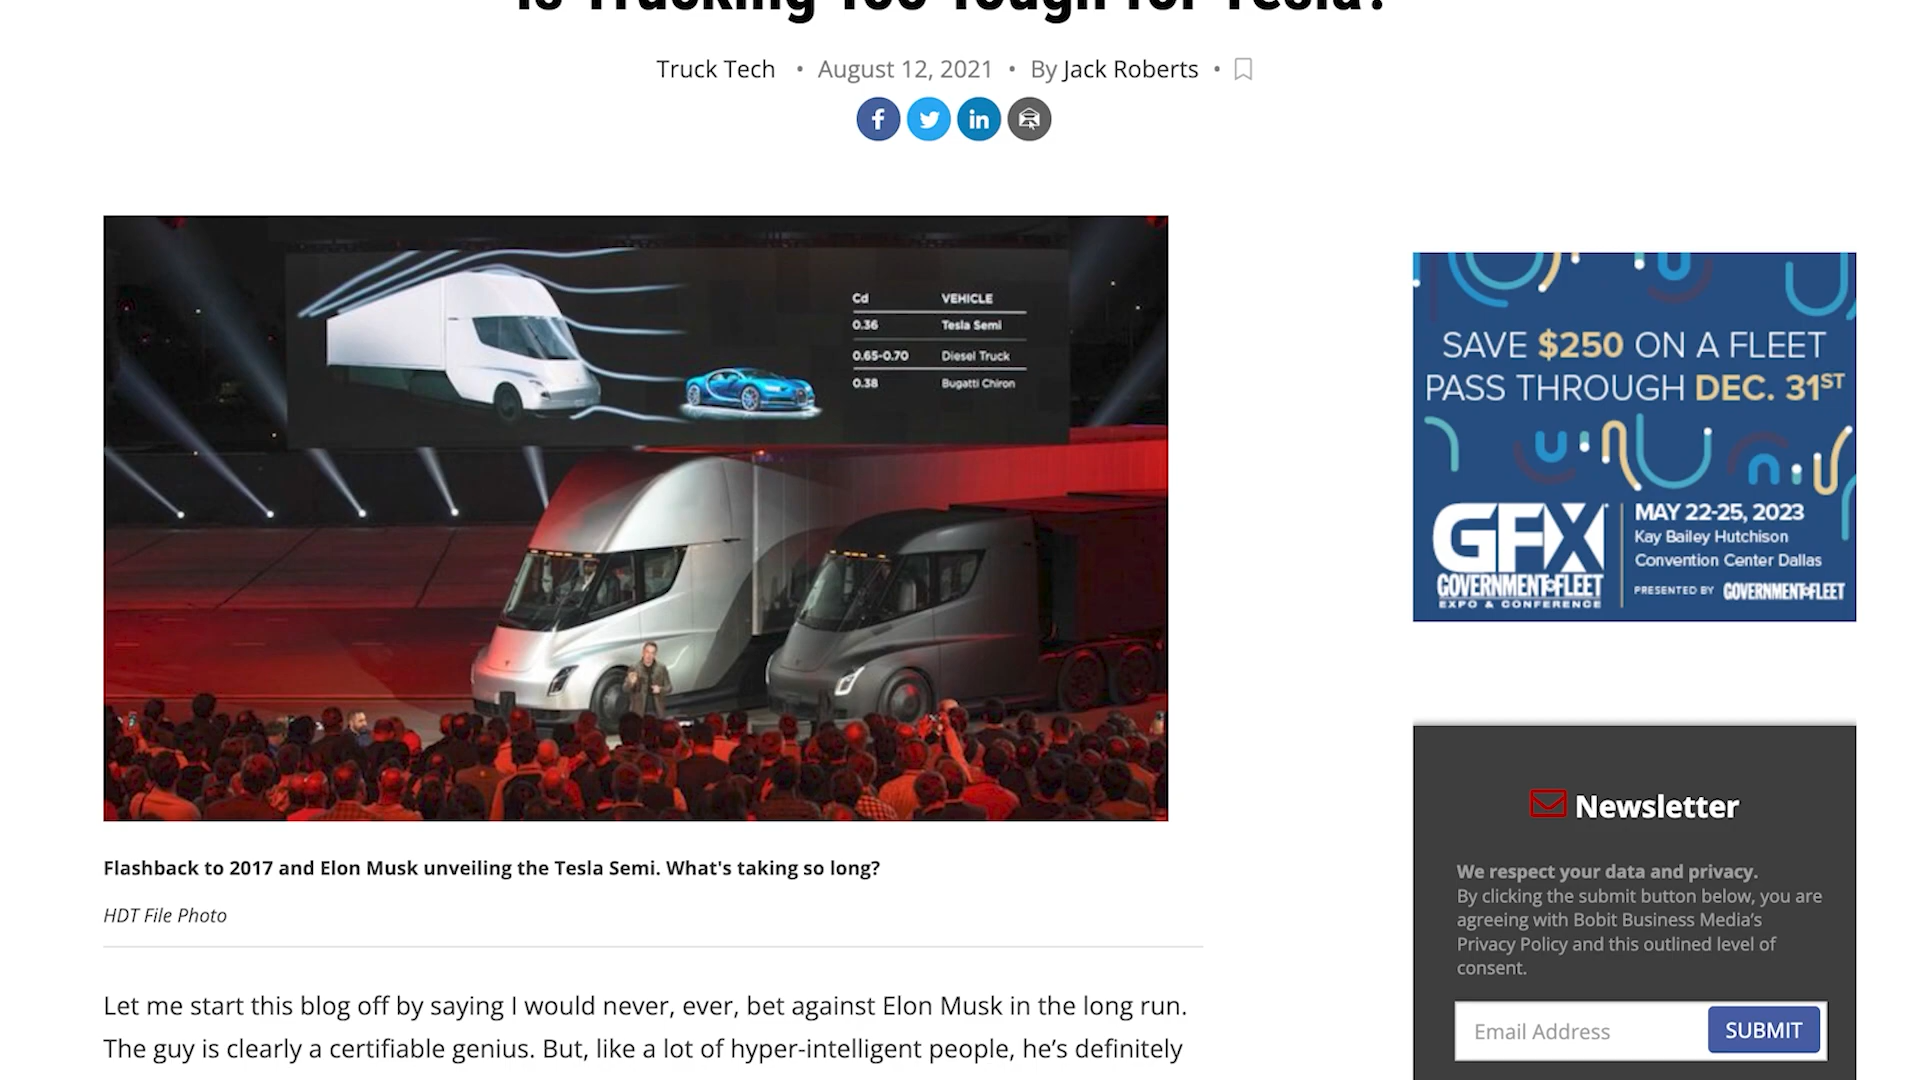 Is Trucking Too Tough for Tesla?
Truck Tech • August 12, 2021 • By Jack Roberts •
Cd VEHICLE
0.36 Tesla Semi
0.65-0.70 Diesel Truck
0.38 Bugatti Chiron
Flashback to 2017 and Elon Musk unveiling the Tesla Semi. What's taking so long?
HDT File Photo
Let me start this blog off by saying I would never, ever, bet against Elon Musk in the long run.
The guy is clearly a certifiable genius. But, like a lot of hyper-intelligent people, he’s definitely
SAVE $250 ON A FLEET
PASS THROUGH DEC. 31ST
GFX
GOVERNMENT FLEET
EXPO & CONFERENCE
MAY 22-25, 2023
Kay Bailey Hutchison
Convention Center Dallas
PRESENTED BY GOVERNMENT FLEET
Newsletter
We respect your data and privacy.
By clicking the submit button below, you are
agreeing with Bobit Business Media’s
Privacy Policy and this outlined level of
consent.
Email Address SUBMIT